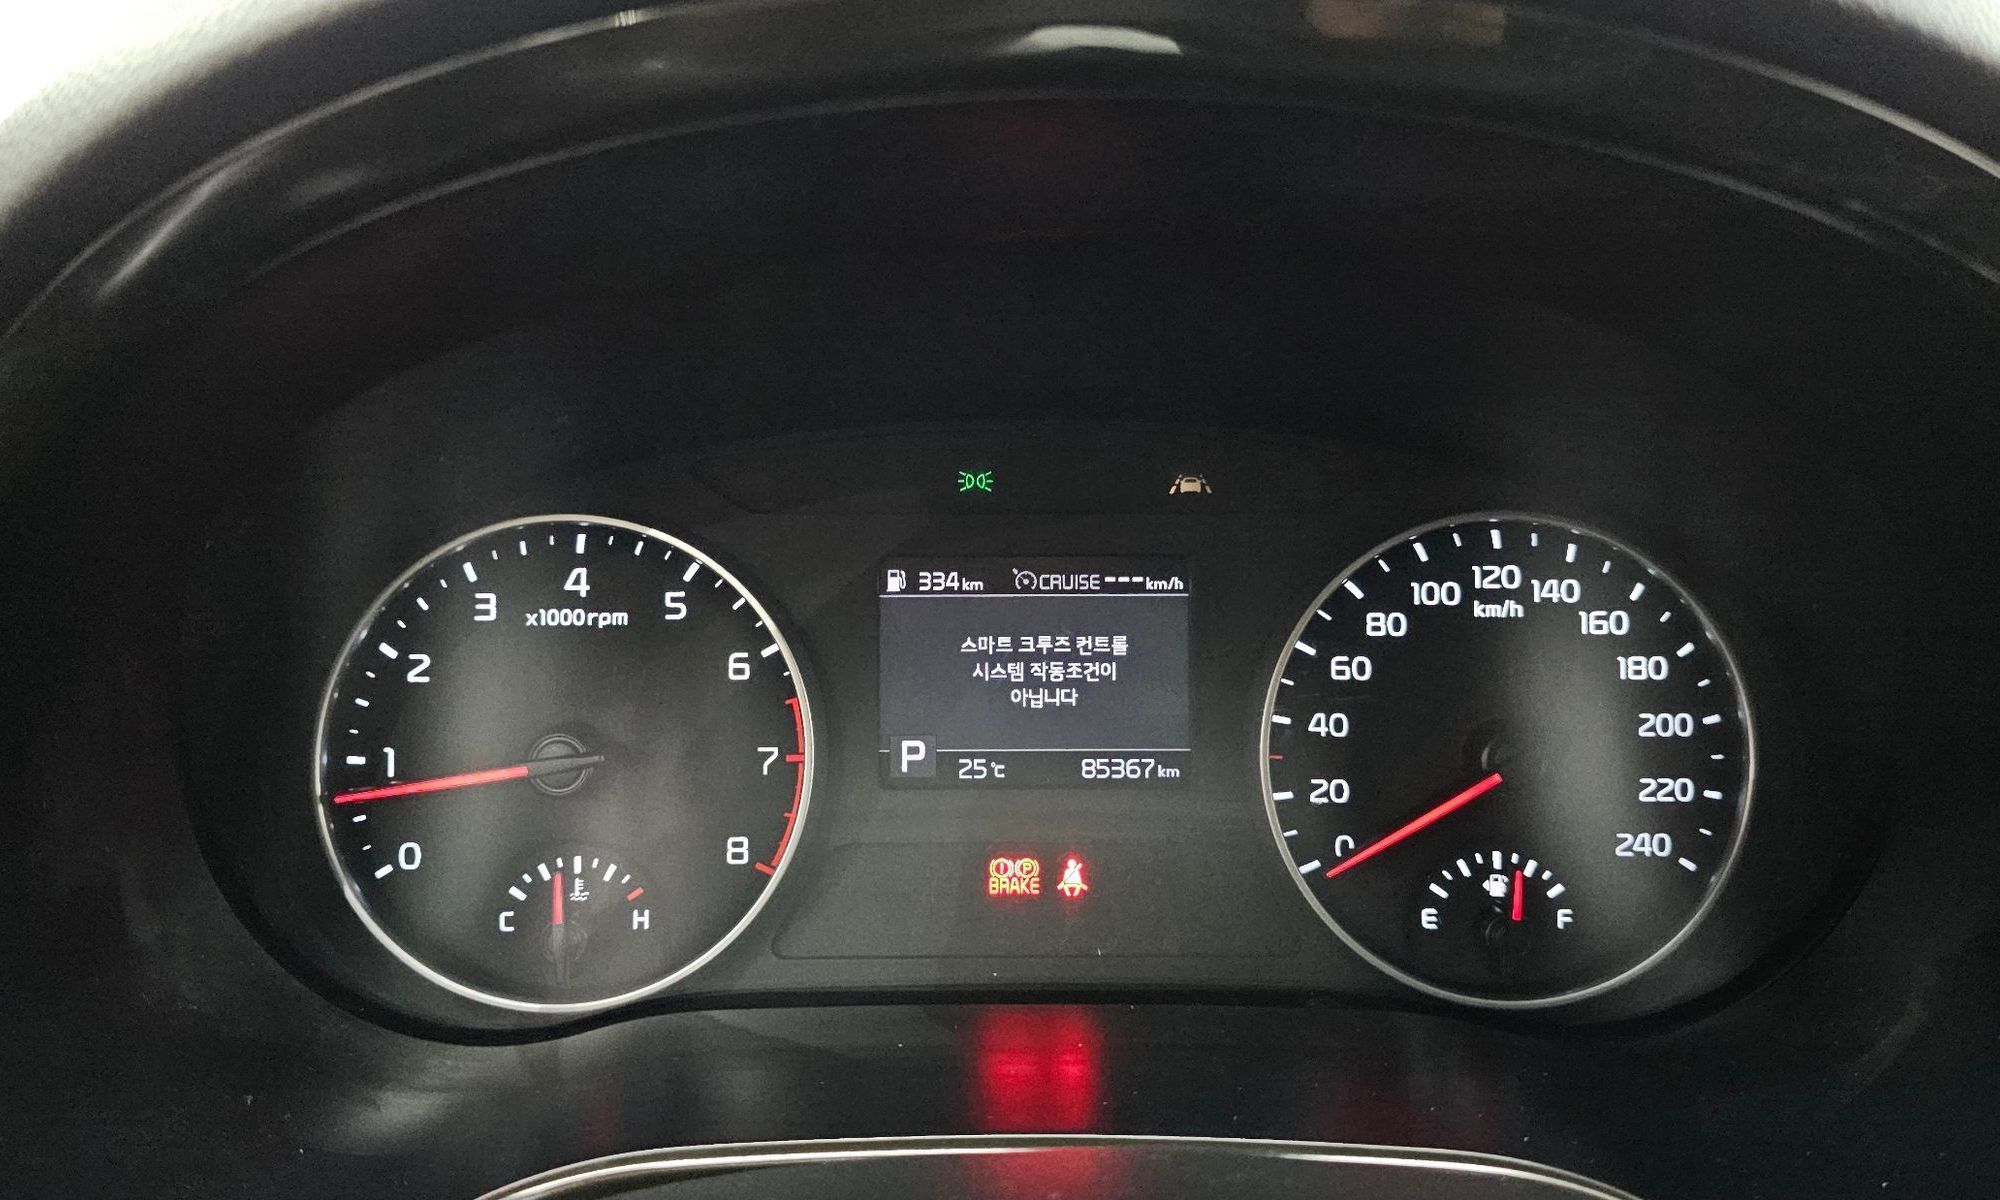 334km CRUISE---km/h
스마트 크루즈 컨트롤
시스템 작동조건이
아닙니다
P 25℃ 85367km
0 1 2 3 4 5 6 7 8
x1000rpm
C H
0 20 40 60 80 100 120 140 160 180 200 220 240
km/h
E F
P
BRAKE